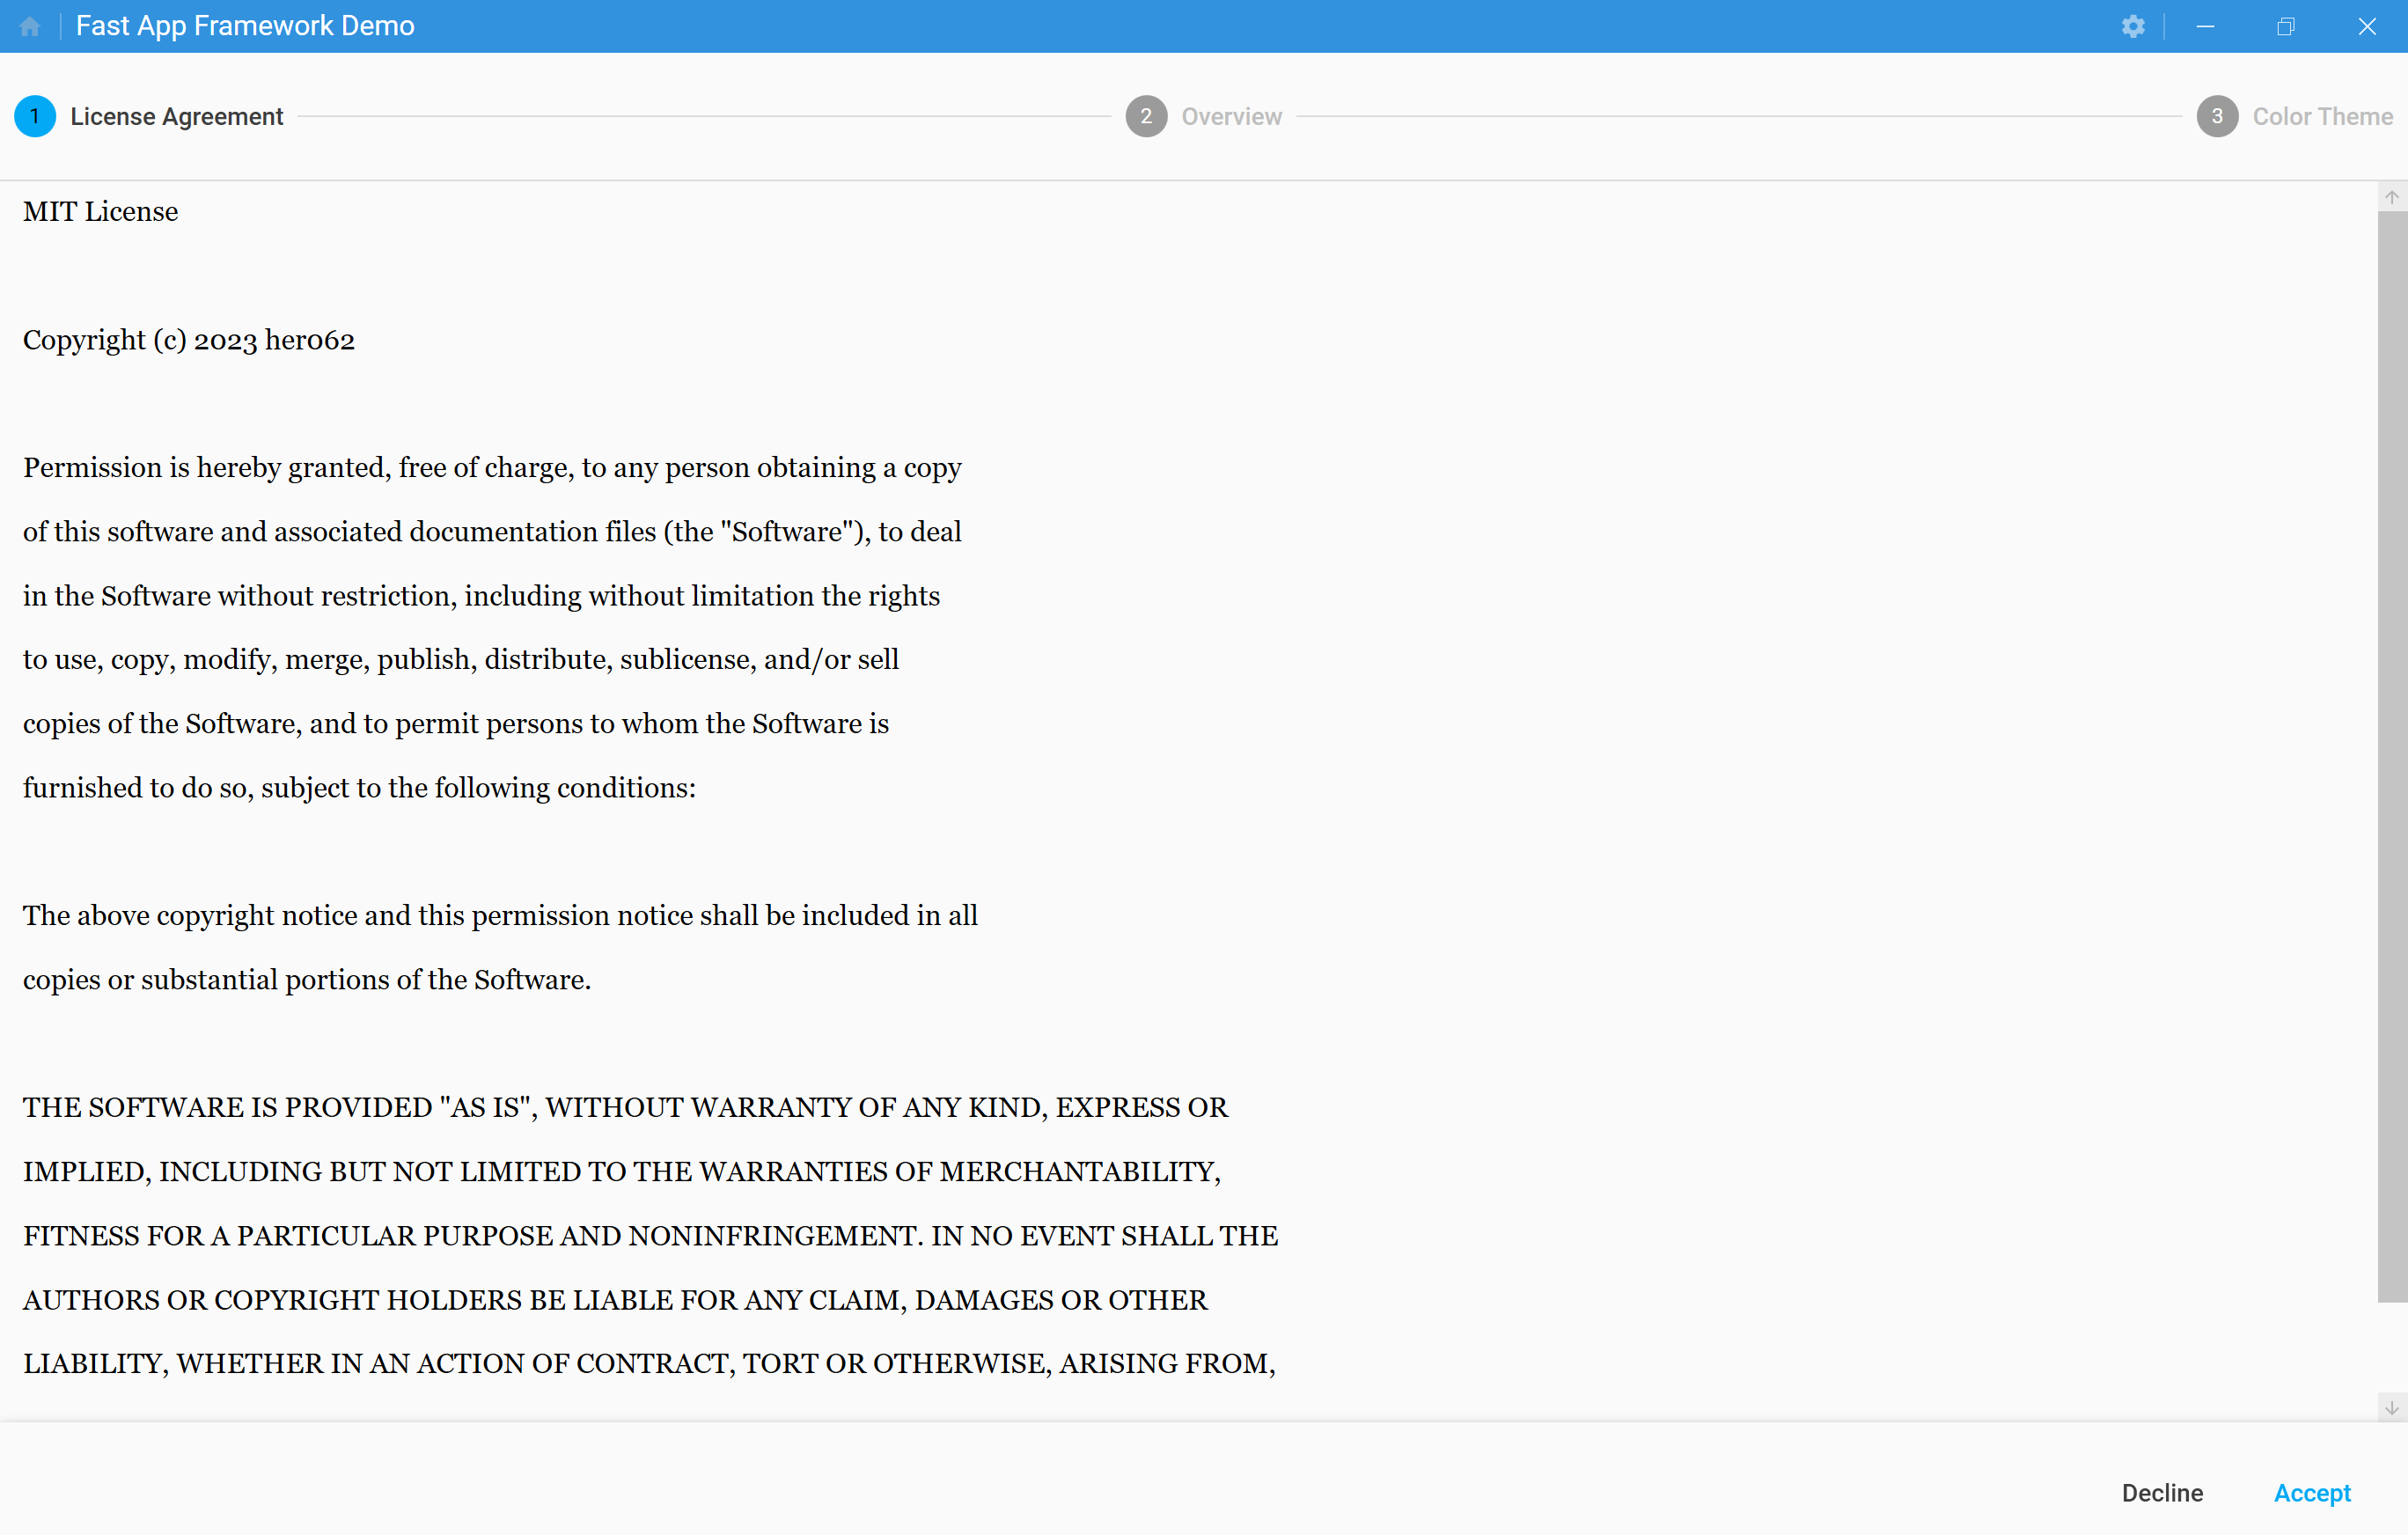 Fast App Framework Demo
1 License Agreement 2 Overview 3 Color Theme
MIT License
Copyright (c) 2023 her062
Permission is hereby granted, free of charge, to any person obtaining a copy
of this software and associated documentation files (the "Software"), to deal
in the Software without restriction, including without limitation the rights
to use, copy, modify, merge, publish, distribute, sublicense, and/or sell
copies of the Software, and to permit persons to whom the Software is
furnished to do so, subject to the following conditions:
The above copyright notice and this permission notice shall be included in all
copies or substantial portions of the Software.
THE SOFTWARE IS PROVIDED "AS IS", WITHOUT WARRANTY OF ANY KIND, EXPRESS OR
IMPLIED, INCLUDING BUT NOT LIMITED TO THE WARRANTIES OF MERCHANTABILITY,
FITNESS FOR A PARTICULAR PURPOSE AND NONINFRINGEMENT. IN NO EVENT SHALL THE
AUTHORS OR COPYRIGHT HOLDERS BE LIABLE FOR ANY CLAIM, DAMAGES OR OTHER
LIABILITY, WHETHER IN AN ACTION OF CONTRACT, TORT OR OTHERWISE, ARISING FROM,
Decline Accept